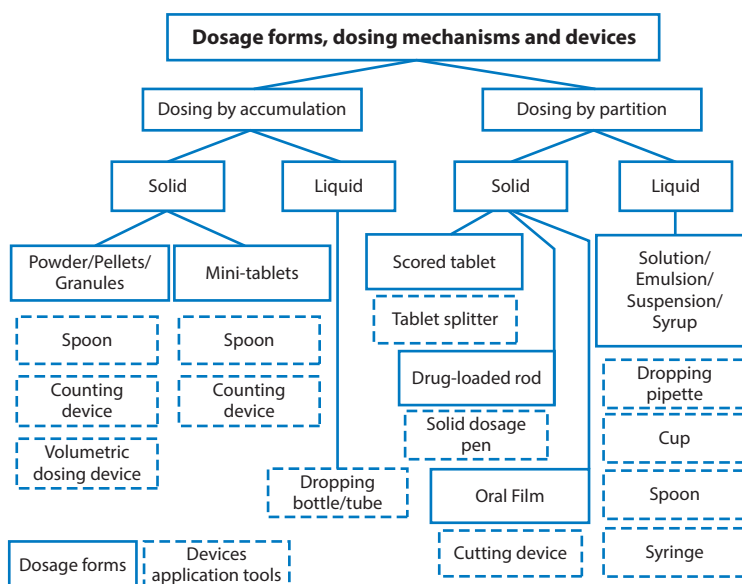 Dosage forms, dosing mechanisms and devices
Dosing by accumulation
Dosing by partition
Solid
Liquid
Solid
Liquid
Powder/Pellets/
Granules
Mini-tablets
Scored tablet
Solution/
Emulsion/
Suspension/
Syrup
Spoon
Spoon
Tablet splitter
Counting
device
Counting
device
Drug-loaded rod
Dropping
pipette
Volumetric
dosing device
Solid dosage
pen
Cup
Dropping
bottle/tube
Oral Film
Spoon
Dosage forms
Devices
application tools
Cutting device
Syringe